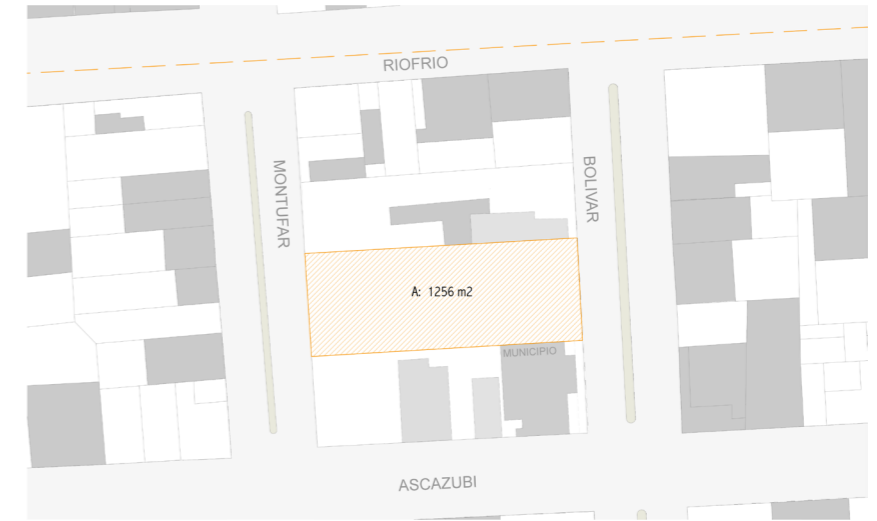 RIOFRIO
MONTUFAR
BOLIVAR
A: 1256 m2
MUNICIPIO
ASCAZUBI